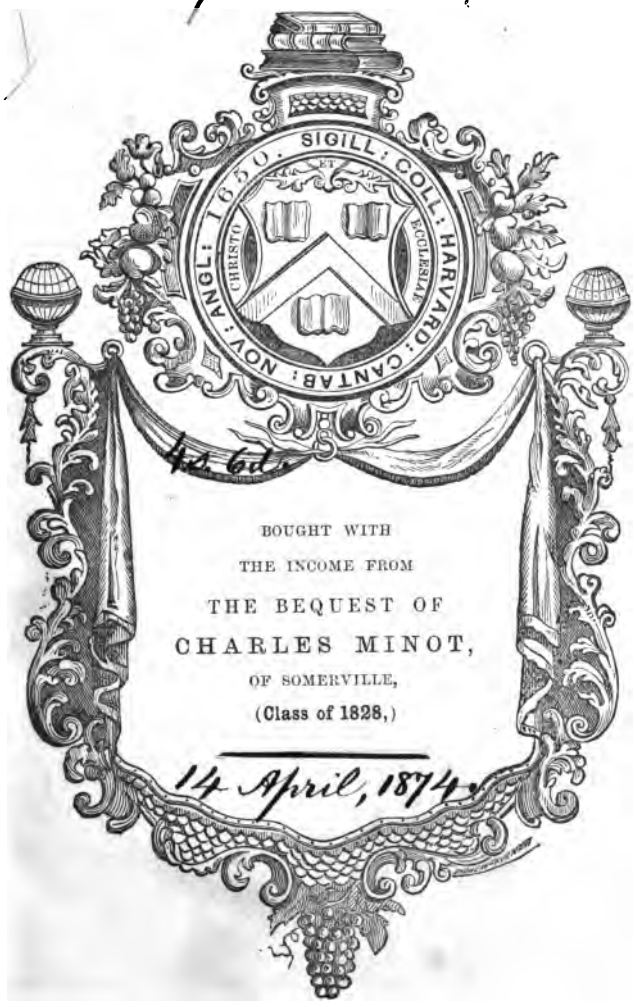 SIGILL: COLL: HARVARD: CANTAB: NOV: ANGL: 1650.
ET
CHRISTO
ECCLESIAE
4s. 6d.
BOUGHT WITH
THE INCOME FROM
THE BEQUEST OF
CHARLES MINOT,
OF SOMERVILLE,
(Class of 1828,)
14 April, 1874.